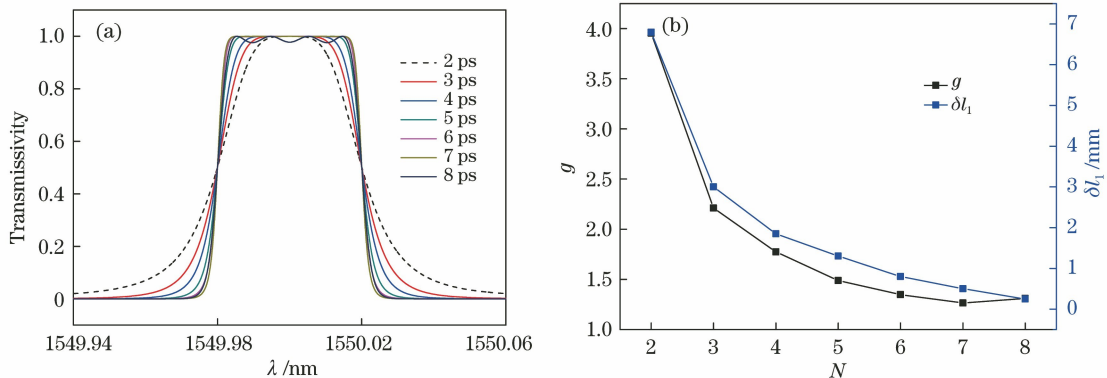 (a)
Transmissivity
1.0
0.8
0.6
0.4
0.2
0
1549.94
1549.98
1550.02
1550.06
λ /nm
2 ps
3 ps
4 ps
5 ps
6 ps
7 ps
8 ps
(b)
g
4.0
3.5
3.0
2.5
2.0
1.5
1.0
2
3
4
5
6
7
8
N
g
δl₁
7
6
5
4
3
2
1
0
δl₁ /mm